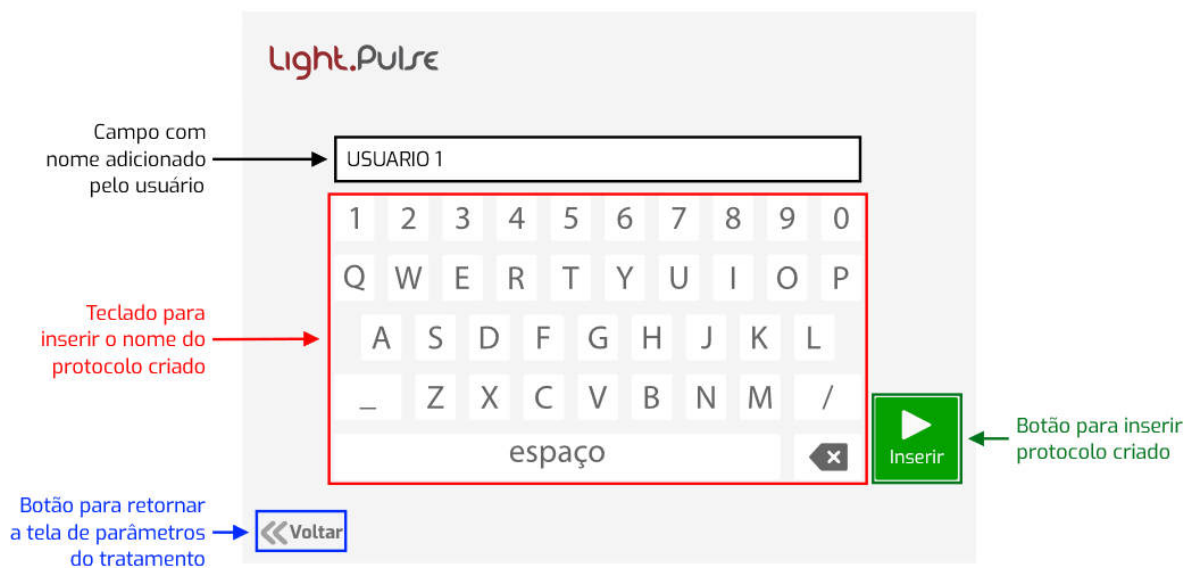 Light.Pulse
Campo com
nome adicionado
pelo usuário
USUARIO 1
1 2 3 4 5 6 7 8 9 0
Q W E R T Y U I O P
Teclado para
inserir o nome do
protocolo criado
A S D F G H J K L
_ Z X C V B N M /
espaço
Inserir
Botão para inserir
protocolo criado
Botão para retornar
a tela de parâmetros
do tratamento
Voltar